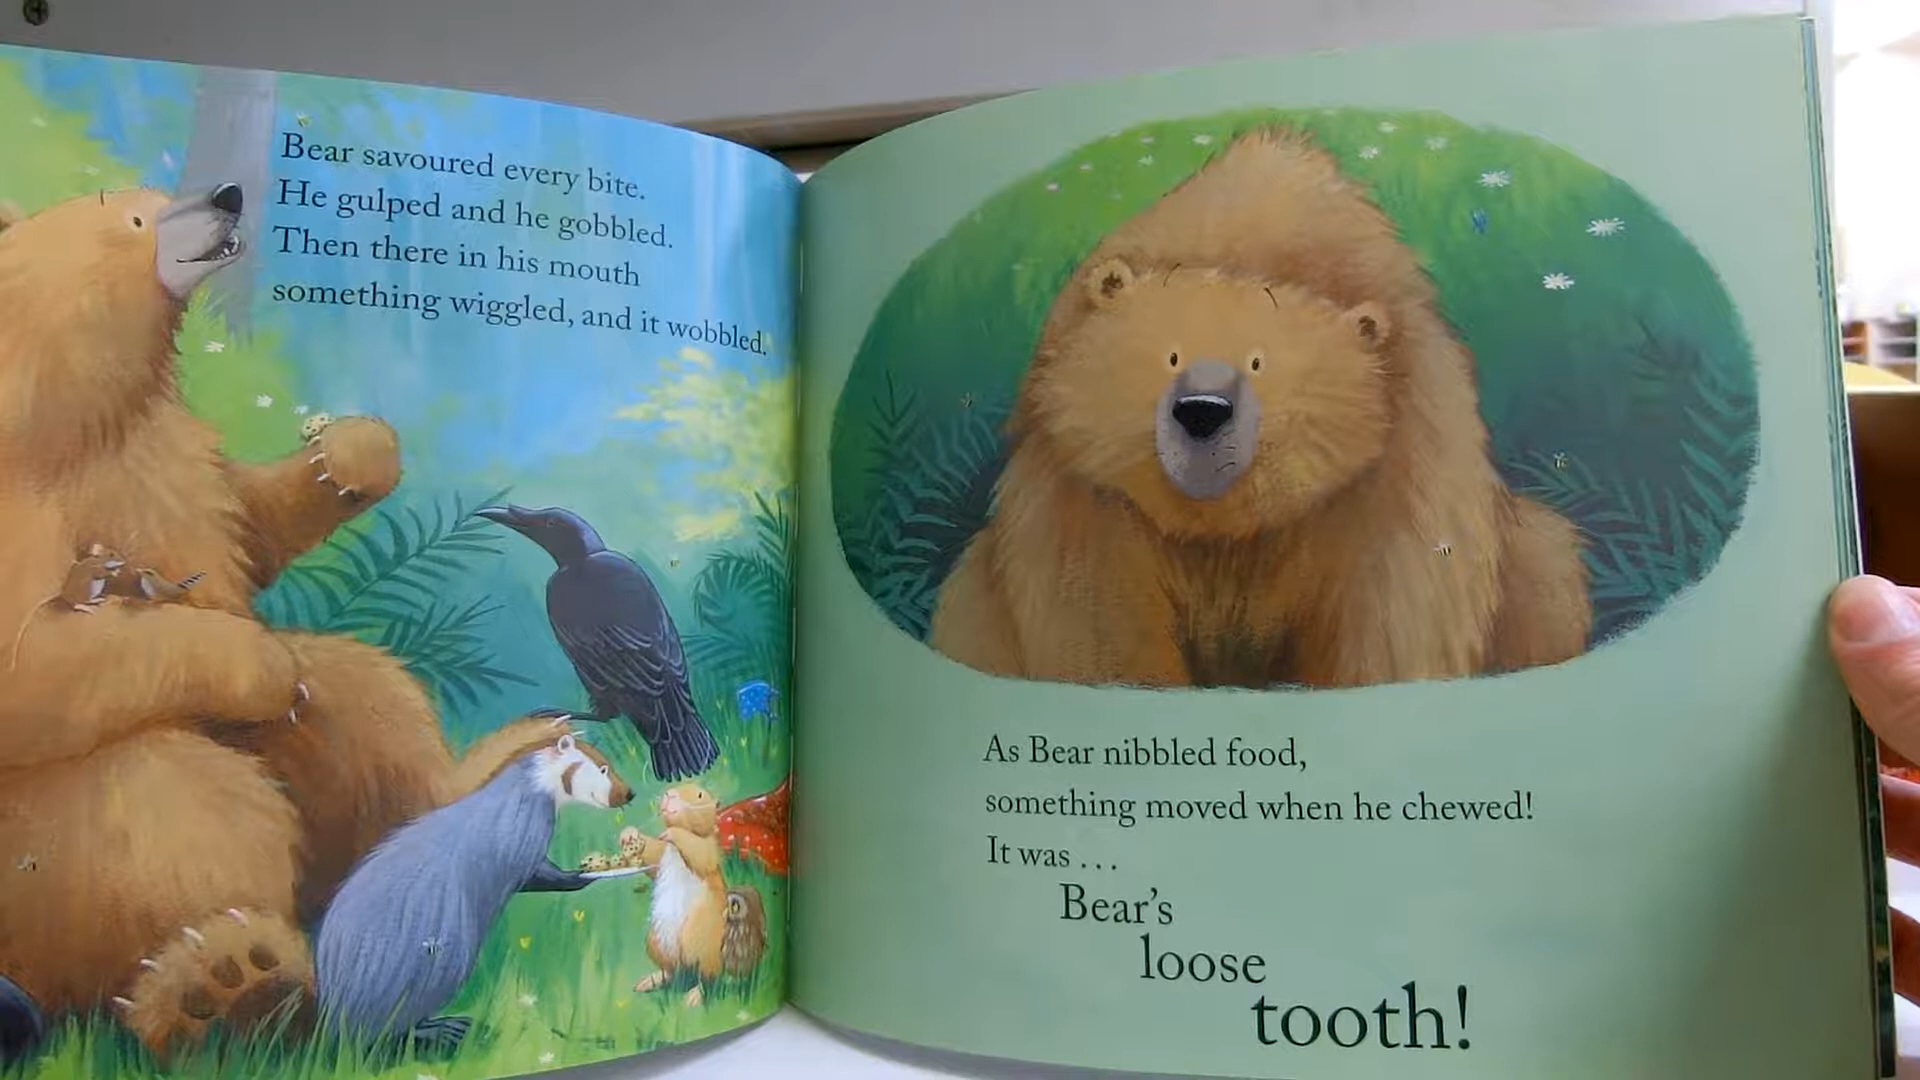 Bear savoured every bite.
He gulped and he gobbled.
Then there in his mouth
something wiggled, and it wobbled.
As Bear nibbled food,
something moved when he chewed!
It was . . .
Bear's
loose
tooth!